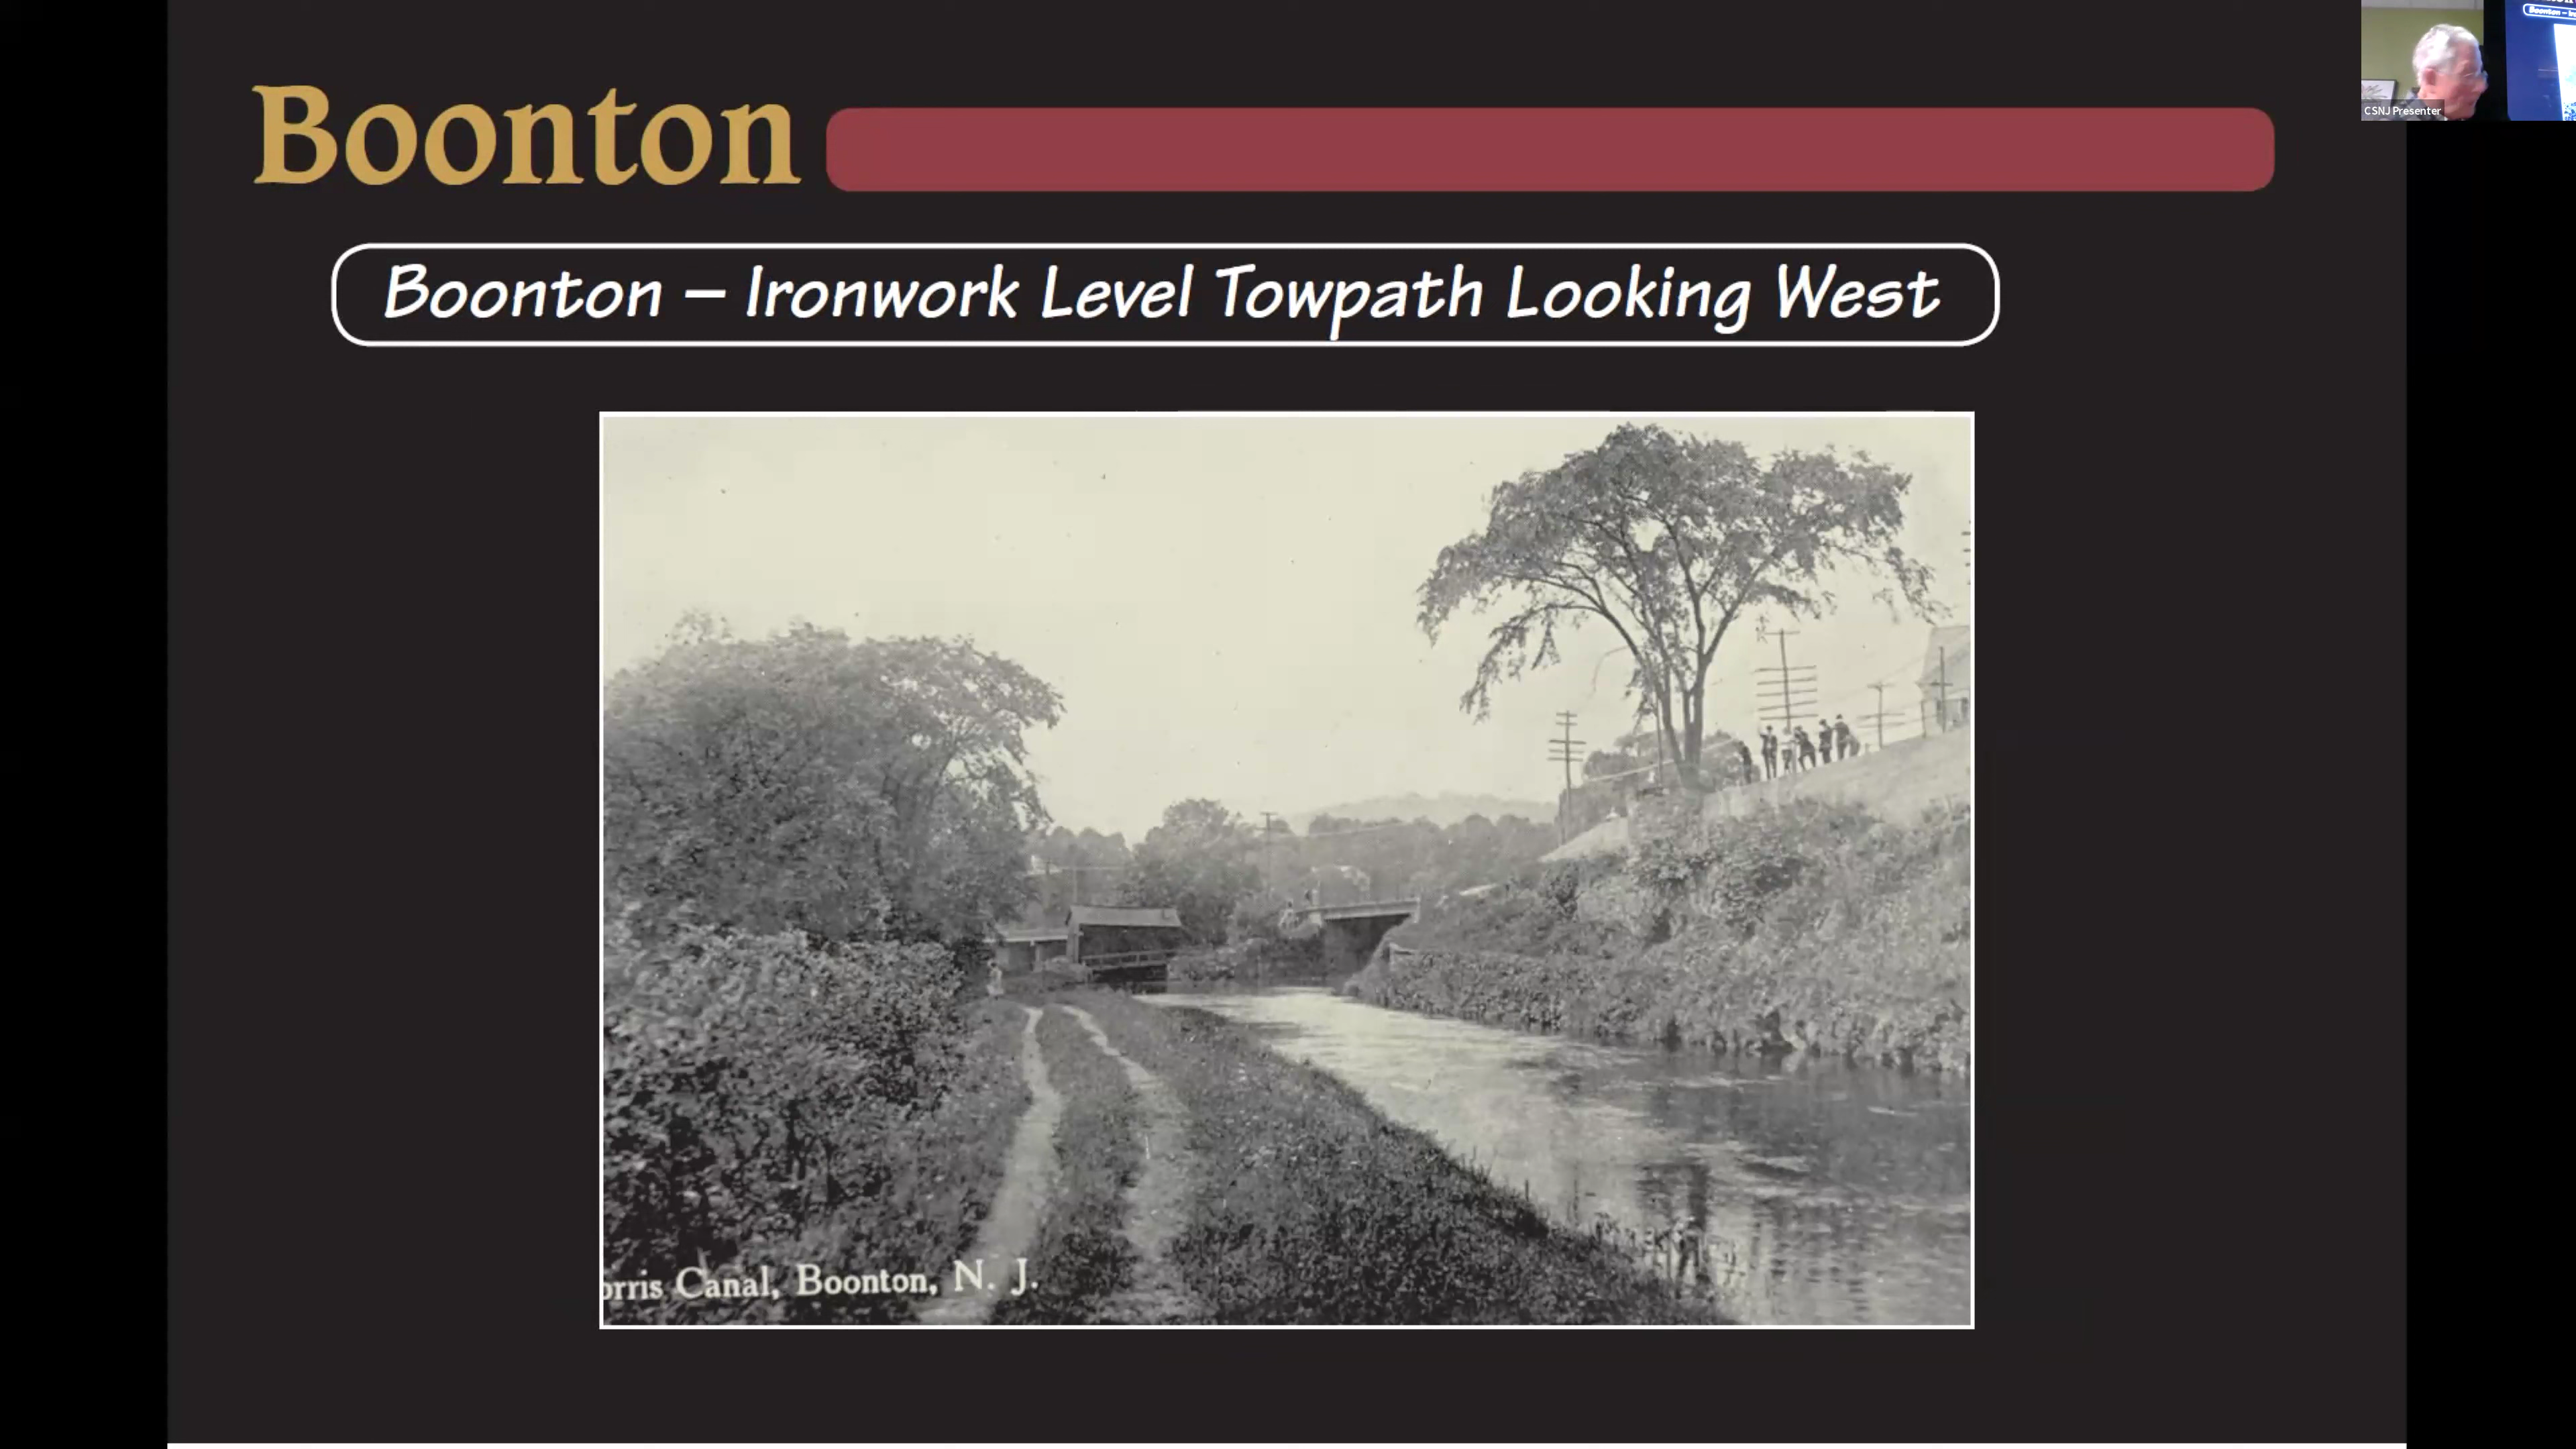 Boonton
Boonton – Ironwork Level Towpath Looking West
orris Canal, Boonton, N. J.
CSNJ Presenter